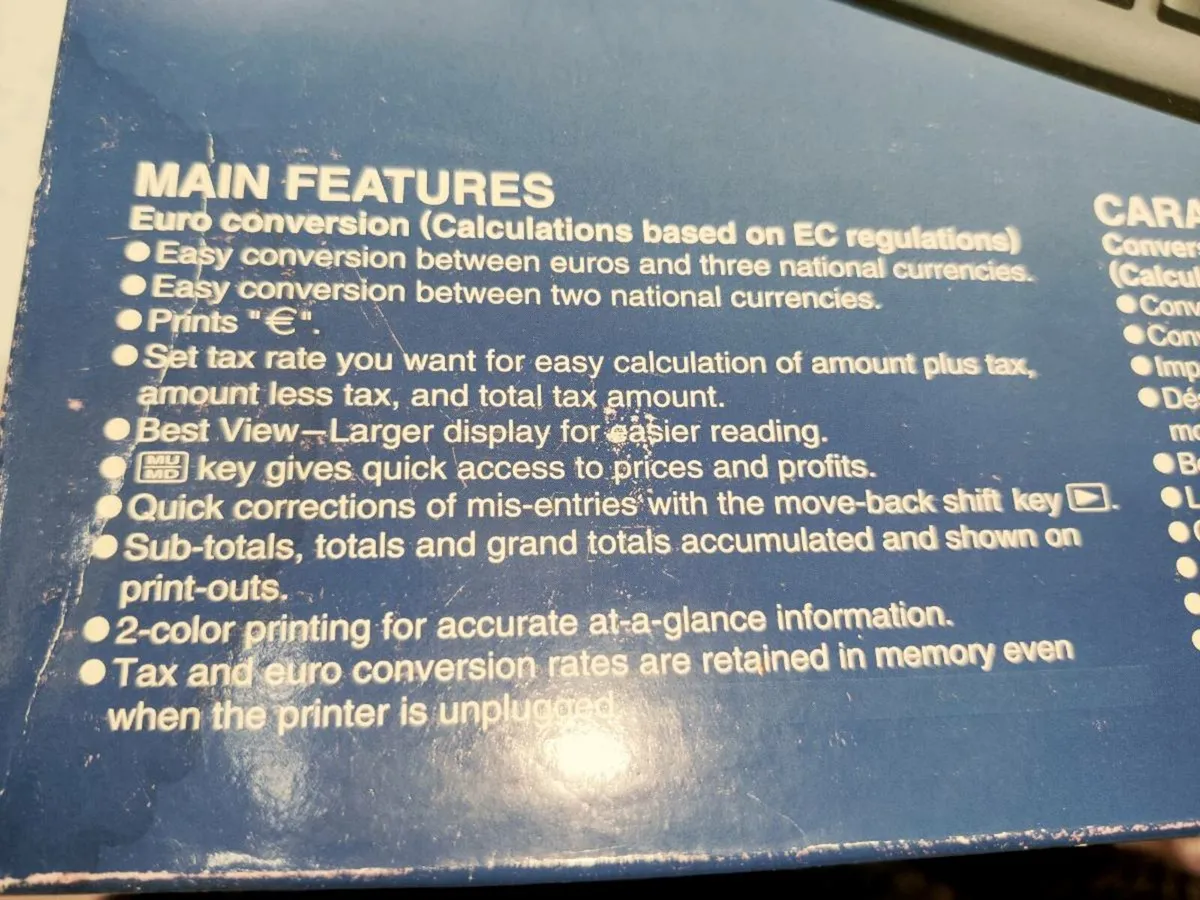 MAIN FEATURES
Euro conversion (Calculations based on EC regulations)
● Easy conversion between euros and three national currencies.
● Easy conversion between two national currencies.
● Prints "€".
● Set tax rate you want for easy calculation of amount plus tax,
amount less tax, and total tax amount.
● Best View—Larger display for easier reading.
● MU MD key gives quick access to prices and profits.
● Quick corrections of mis-entries with the move-back shift key ▶.
● Sub-totals, totals and grand totals accumulated and shown on
print-outs.
● 2-color printing for accurate at-a-glance information.
● Tax and euro conversion rates are retained in memory even
when the printer is unplugged.
CARA
Conver
(Calcul
● Conv
● Con
● Imp
● Dé
● Be